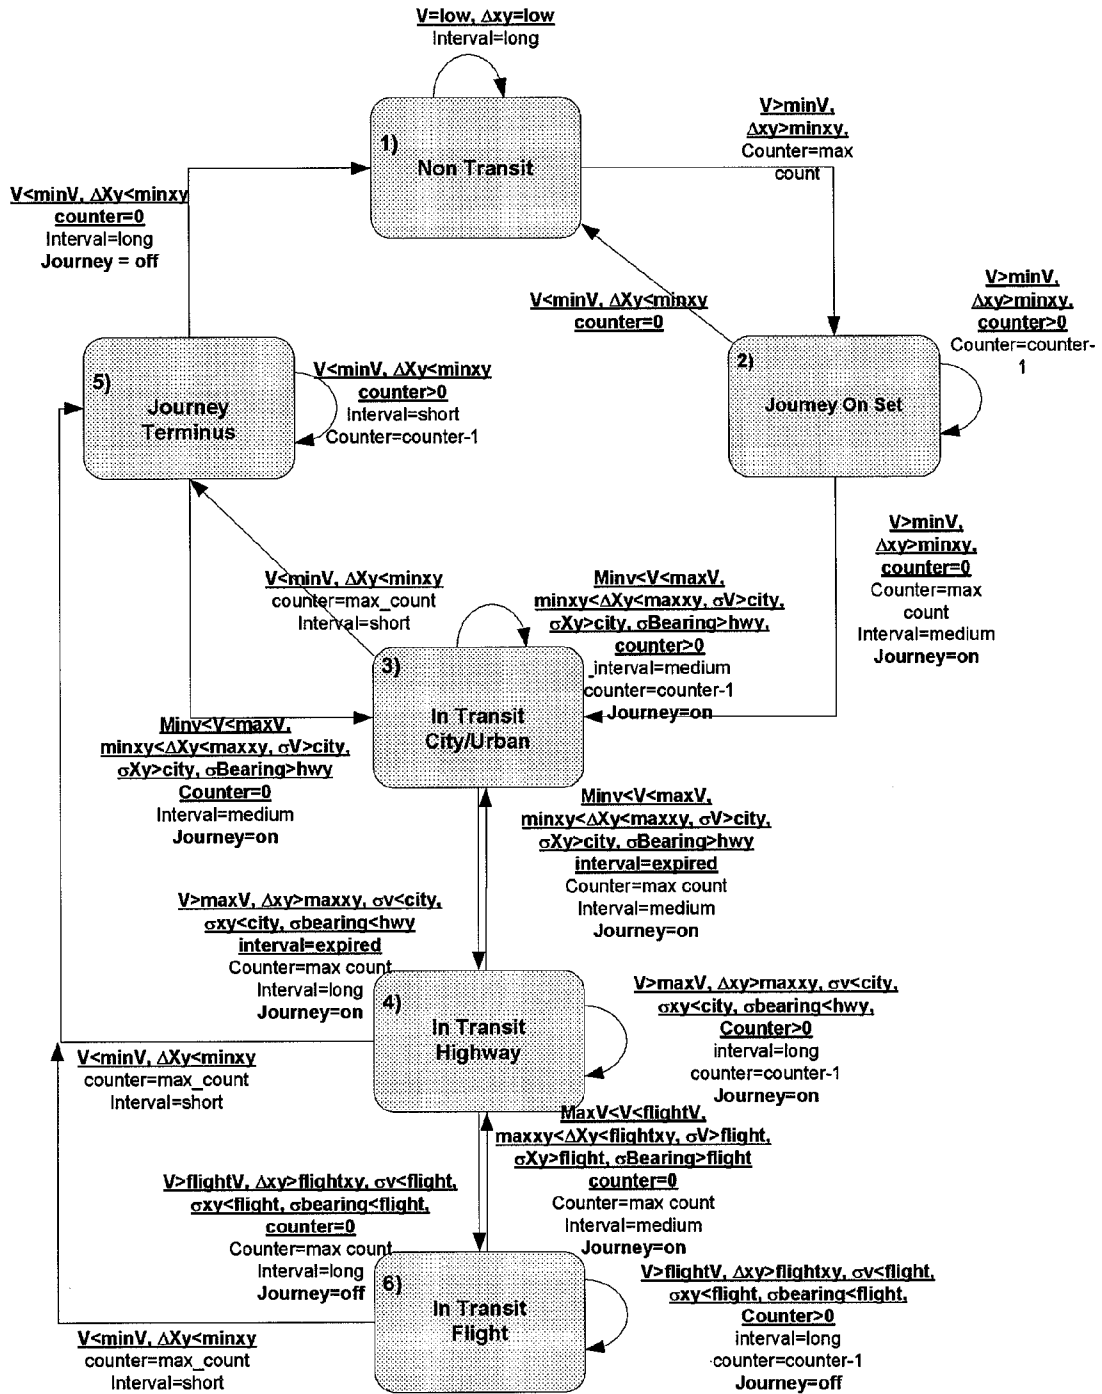 V=low, Δxy=low
Interval=long
1)
Non Transit
V>minV,
Δxy>minxy,
Counter=max
count
V<minV, ΔXy<minxy
counter=0
Interval=long
Journey = off
V<minV, ΔXy<minxy
counter=0
V>minV,
Δxy>minxy,
counter>0
Counter=counter-
1
5)
Journey
Terminus
V<minV, ΔXy<minxy
counter>0
Interval=short
Counter=counter-1
2)
Journey On Set
V>minV,
Δxy>minxy,
counter=0
Counter=max
count
Interval=medium
Journey=on
V<minV, ΔXy<minxy
counter=max_count
Interval=short
Minv<V<maxV,
minxy<ΔXy<maxxy, σV>city,
σXy>city, σBearing>hwy,
counter>0
_interval=medium
counter=counter-1
Journey=on
3)
In Transit
City/Urban
Minv<V<maxV,
minxy<ΔXy<maxxy, σV>city,
σXy>city, σBearing>hwy
Counter=0
Interval=medium
Journey=on
Minv<V<maxV,
minxy<ΔXy<maxxy, σV>city,
σXy>city, σBearing>hwy
interval=expired
Counter=max count
Interval=medium
Journey=on
V>maxV, Δxy>maxxy, σv<city,
σxy<city, σbearing<hwy
interval=expired
Counter=max count
Interval=long
Journey=on
4)
In Transit
Highway
V>maxV, Δxy>maxxy, σv<city,
σxy<city, σbearing<hwy,
Counter>0
interval=long
counter=counter-1
Journey=on
V<minV, ΔXy<minxy
counter=max_count
Interval=short
MaxV<V<flightV,
maxxy<ΔXy<flightxy, σV>flight,
σXy>flight, σBearing>flight
counter=0
Counter=max count
Interval=medium
Journey=on
V>flightV, Δxy>flightxy, σv<flight,
σxy<flight, σbearing<flight,
counter=0
Counter=max count
Interval=long
Journey=off
6)
In Transit
Flight
V>flightV, Δxy>flightxy, σv<flight,
σxy<flight, σbearing<flight,
Counter>0
interval=long
counter=counter-1
Journey=off
V<minV, ΔXy<minxy
counter=max_count
Interval=short